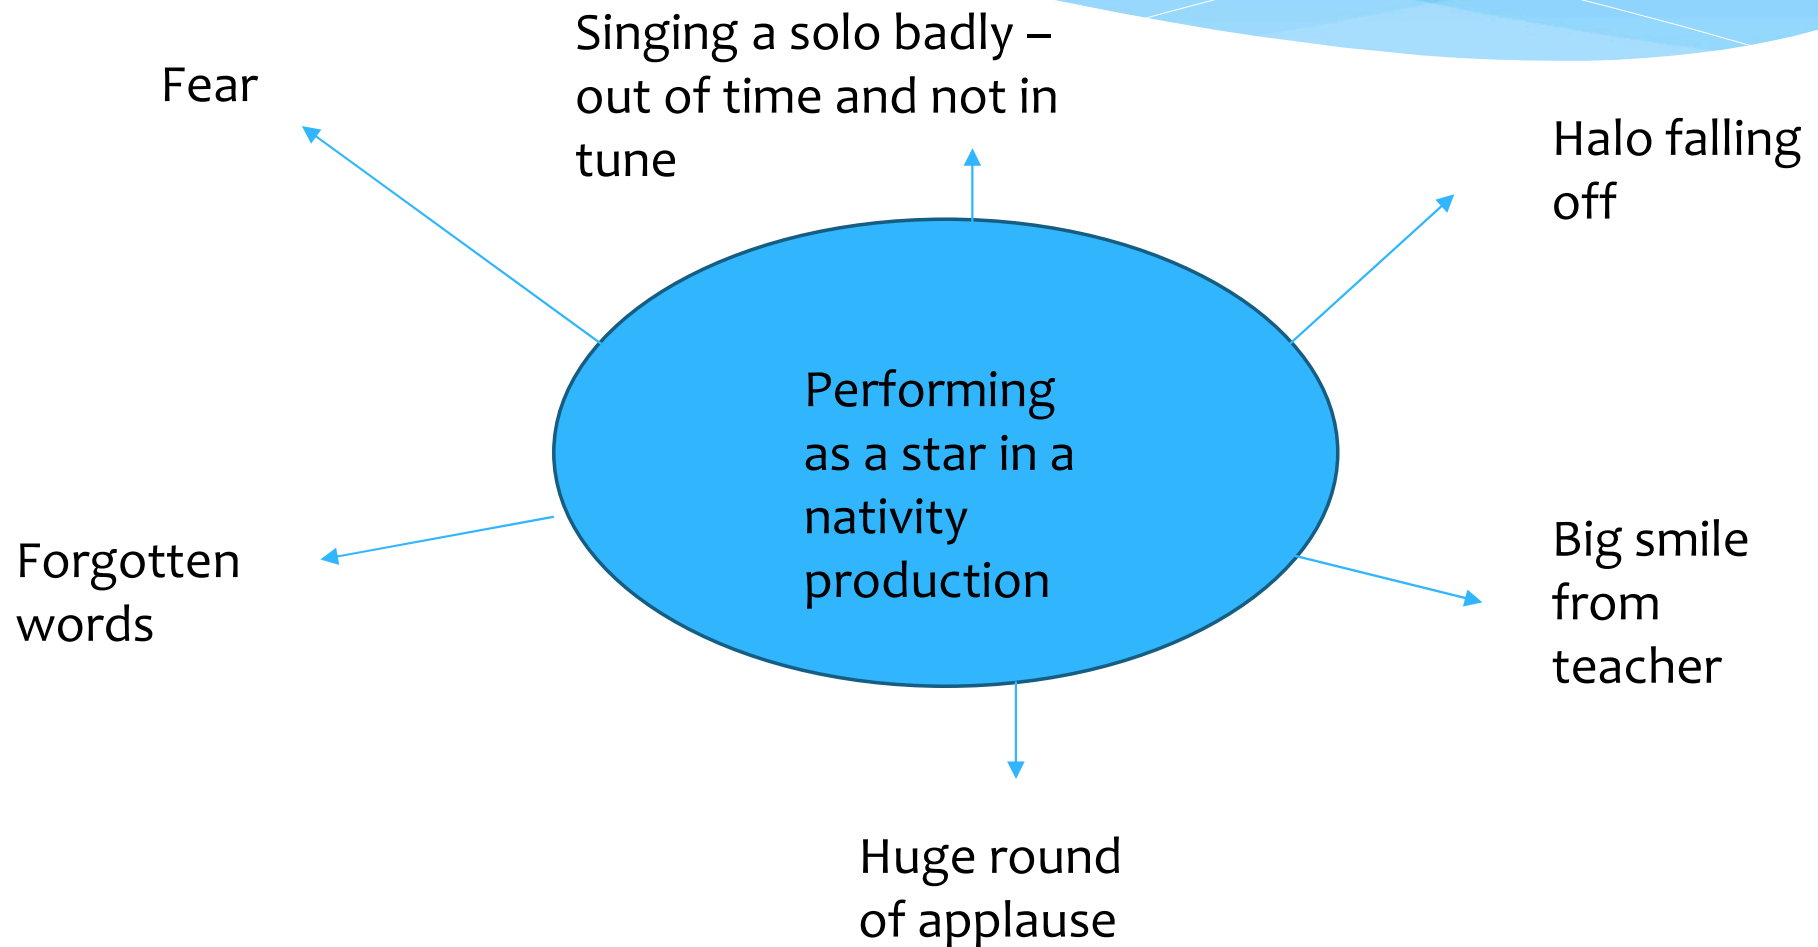 Singing a solo badly –
out of time and not in
tune
Fear
Halo falling
off
Performing
as a star in a
nativity
production
Forgotten
words
Big smile
from
teacher
Huge round
of applause